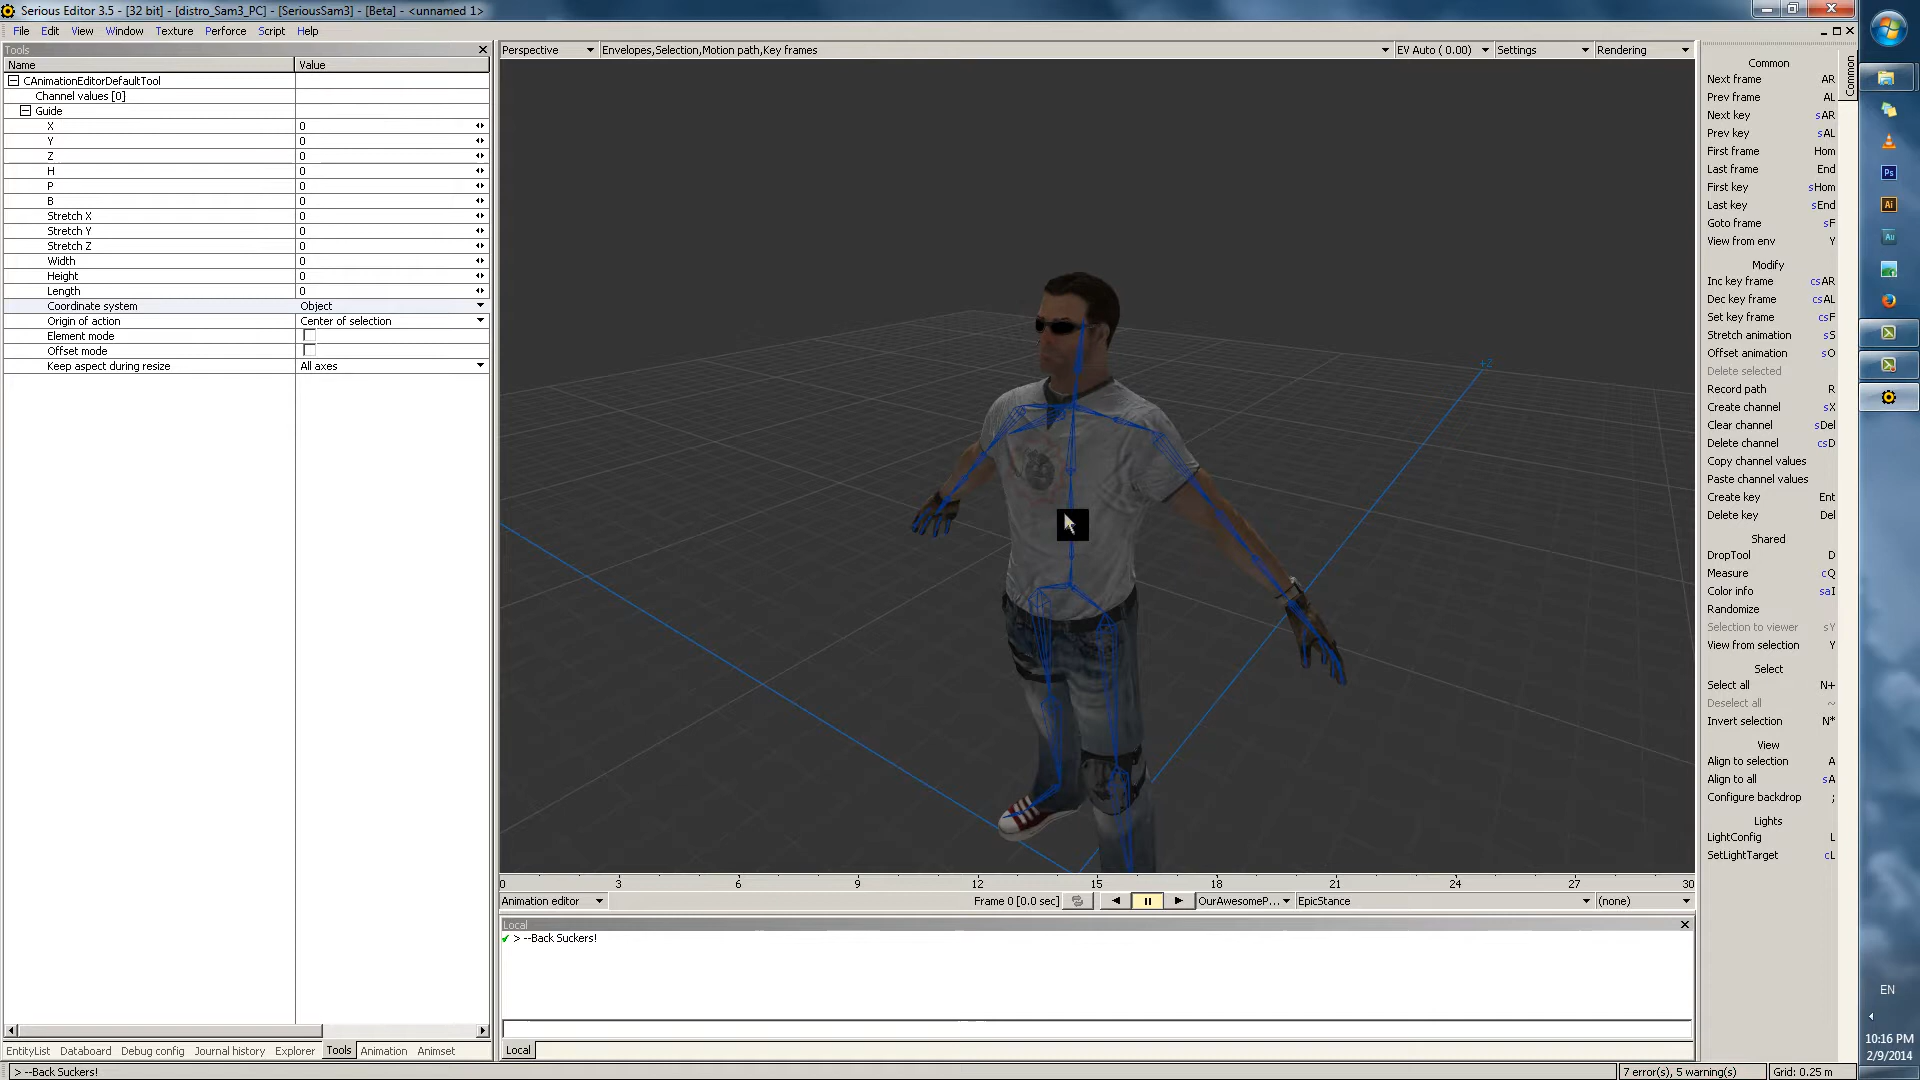 Serious Editor 3.5 - [32 bit] - [distro_Sam3_PC] - [SeriousSam3] - [Beta] - <unnamed 1>
File Edit View Window Texture Perforce Script Help
Tools
Name Value
CAnimationEditorDefaultTool
Channel values [0]
Guide
X 0
Y 0
Z 0
H 0
P 0
B 0
Stretch X 0
Stretch Y 0
Stretch Z 0
Width 0
Height 0
Length 0
Coordinate system Object
Origin of action Center of selection
Element mode
Offset mode
Keep aspect during resize All axes
EntityList Databoard Debug config Journal history Explorer Tools Animation Animset
> --Back Suckers!
Perspective Envelopes,Selection,Motion path,Key frames EV Auto ( 0.00) Settings Rendering
+Z
0 3 6 9 12 15 18 21 24 27 30
Animation editor Frame 0 [0.0 sec] OurAwesomeP... EpicStance (none)
Local
> --Back Suckers!
Local
7 error(s), 5 warning(s) Grid: 0.25 m
Common
Common
Next frame AR
Prev frame AL
Next key sAR
Prev key sAL
First frame Hom
Last frame End
First key sHom
Last key sEnd
Goto frame sF
View from env Y
Modify
Inc key frame csAR
Dec key frame csAL
Set key frame csF
Stretch animation sS
Offset animation sO
Delete selected
Record path R
Create channel sX
Clear channel sDel
Delete channel csD
Copy channel values
Paste channel values
Create key Ent
Delete key Del
Shared
DropTool D
Measure cQ
Color info saI
Randomize
Selection to viewer sY
View from selection Y
Select
Select all N+
Deselect all ~
Invert selection N*
View
Align to selection A
Align to all sA
Configure backdrop ;
Lights
LightConfig L
SetLightTarget cL
Ps
Ai
Au
EN
10:16 PM
2/9/2014